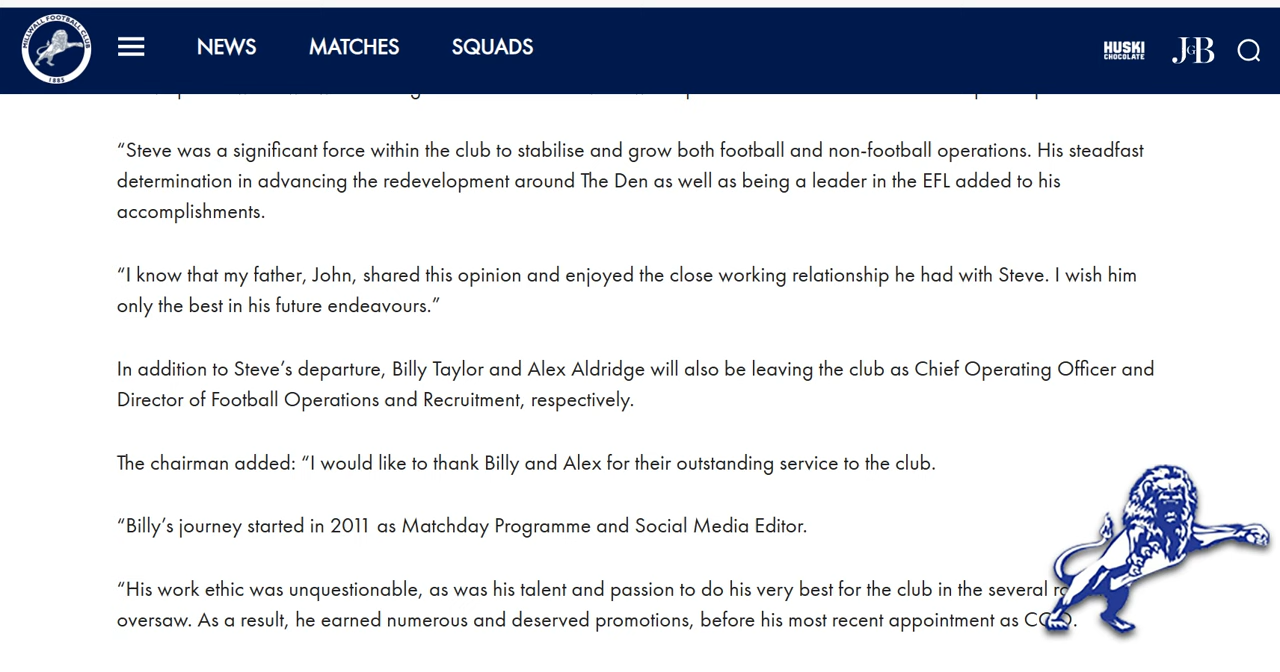 MILLWALL FOOTBALL CLUB
1885
NEWS
MATCHES
SQUADS
HUSKI
CHOCOLATE
JGB
“Steve was a significant force within the club to stabilise and grow both football and non-football operations. His steadfast
determination in advancing the redevelopment around The Den as well as being a leader in the EFL added to his
accomplishments.
“I know that my father, John, shared this opinion and enjoyed the close working relationship he had with Steve. I wish him
only the best in his future endeavours.”
In addition to Steve’s departure, Billy Taylor and Alex Aldridge will also be leaving the club as Chief Operating Officer and
Director of Football Operations and Recruitment, respectively.
The chairman added: “I would like to thank Billy and Alex for their outstanding service to the club.
“Billy’s journey started in 2011 as Matchday Programme and Social Media Editor.
“His work ethic was unquestionable, as was his talent and passion to do his very best for the club in the several
oversaw. As a result, he earned numerous and deserved promotions, before his most recent appointment as